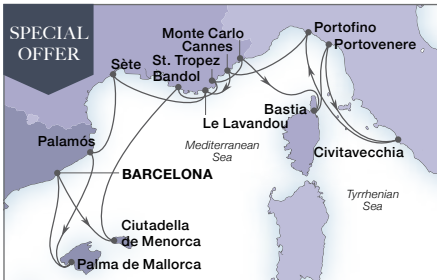 SPECIAL
OFFER
Monte Carlo
Cannes
St. Tropez
Bandol
Sète
Portofino
Portovenere
Bastia
Le Lavandou
Palamós
Mediterranean
Sea
Civitavecchia
BARCELONA
Tyrrhenian
Sea
Ciutadella
de Menorca
Palma de Mallorca